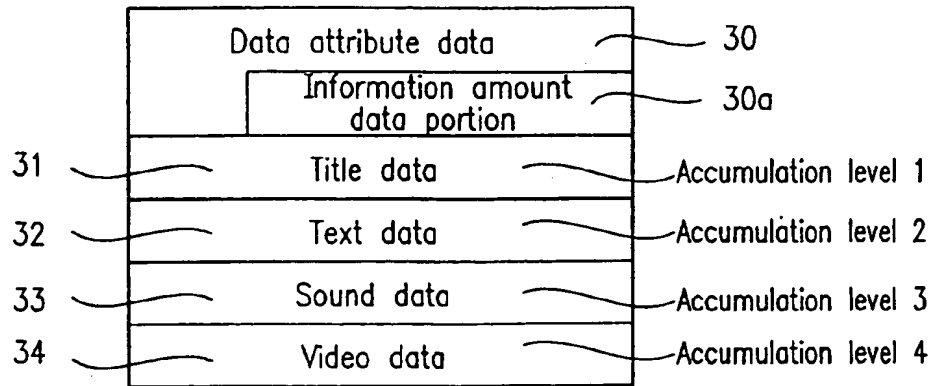 Data attribute data 30
Information amount
data portion 30a
31 Title data Accumulation level 1
32 Text data Accumulation level 2
33 Sound data Accumulation level 3
34 Video data Accumulation level 4